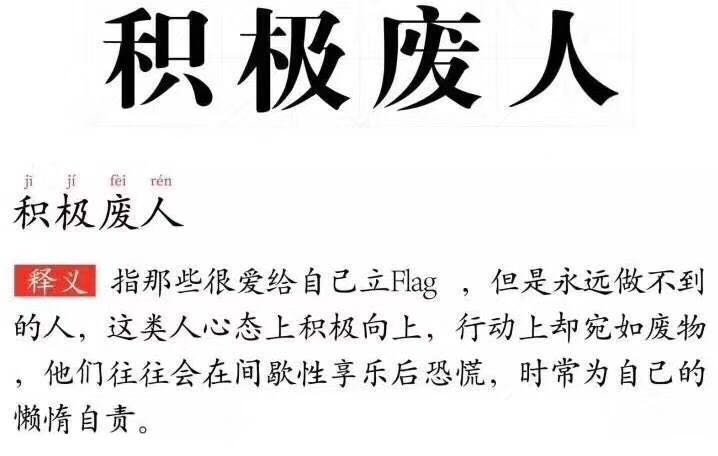 积极废人
jì jí fèi rén
积极废人
释义 指那些很爱给自己立Flag ，但是永远做不到
的人，这类人心态上积极向上，行动上却宛如废物
，他们往往会在间歇性享乐后恐慌，时常为自己的
懒惰自责。